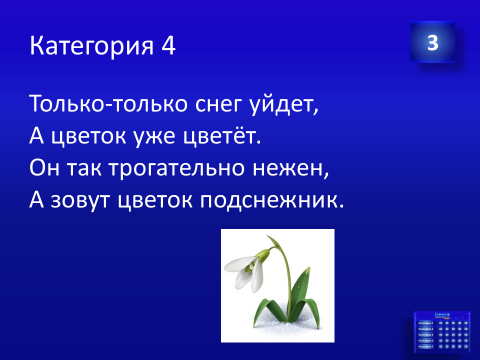 Категория 4
3
Только-только снег уйдет,
А цветок уже цветёт.
Он так трогательно нежен,
А зовут цветок подснежник.